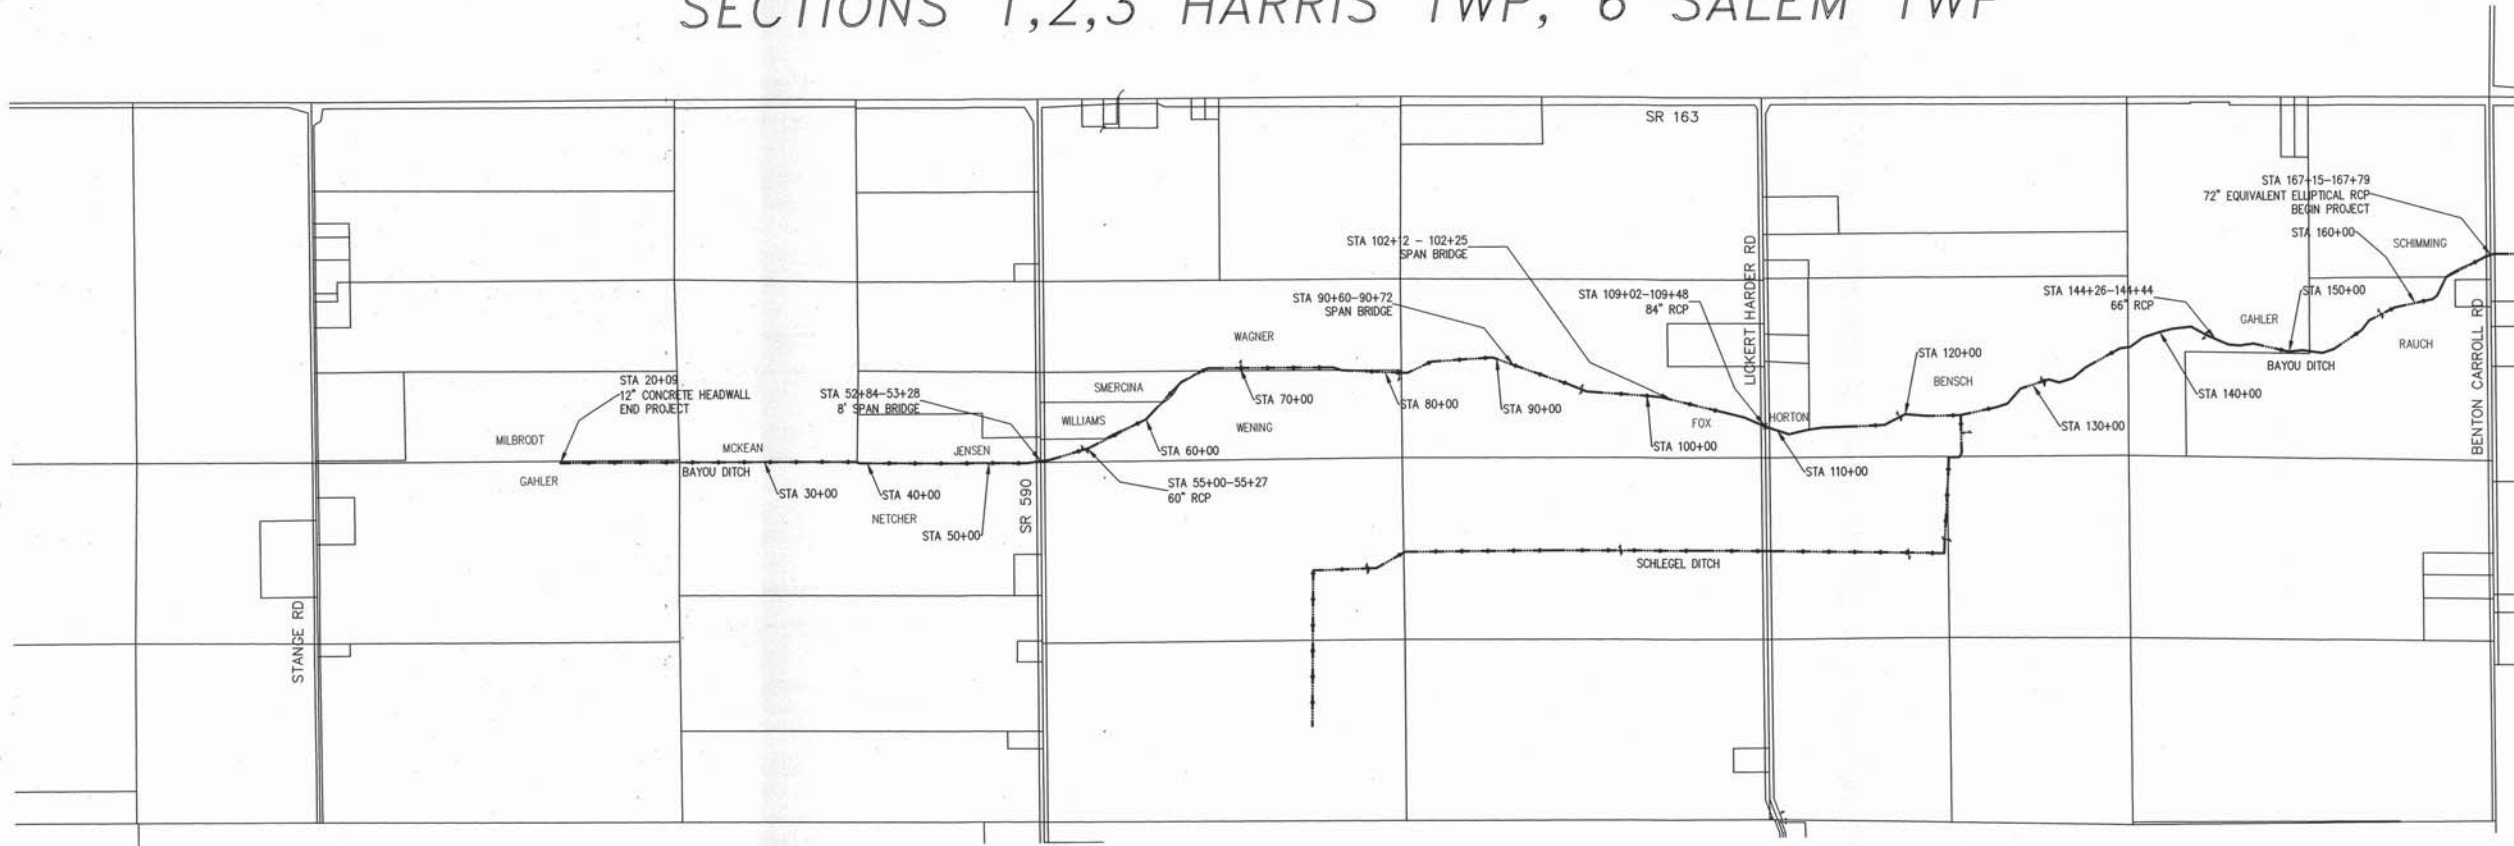 SECTIONS 1,2,3 HARRIS TWP, 6 SALEM TWP
SR 163
STA 167+15-167+79
72" EQUIVALENT ELLIPTICAL RCP
BEGIN PROJECT
STA 160+00
SCHIMMING
STA 102+12 - 102+25
SPAN BRIDGE
LICKERT HARDER RD
STA 90+60-90+72
SPAN BRIDGE
STA 109+02-109+48
84" RCP
STA 144+26-144+44
66" RCP
STA 150+00
GAHLER
BENTON CARROLL RD
RAUCH
WAGNER
STA 120+00
BENSCH
BAYOU DITCH
STA 20+09
12" CONCRETE HEADWALL
END PROJECT
STA 52+84-53+28
8' SPAN BRIDGE
SMERCINA
STA 70+00
STA 80+00
STA 90+00
STA 140+00
WILLIAMS
WENING
FOX
HORTON
STA 130+00
MILBRODT
MCKEAN
JENSEN
STA 60+00
STA 100+00
BAYOU DITCH
STA 110+00
GAHLER
STA 30+00
STA 40+00
STA 55+00-55+27
60" RCP
NETCHER
SR 590
STA 50+00
SCHLEGEL DITCH
STANGE RD